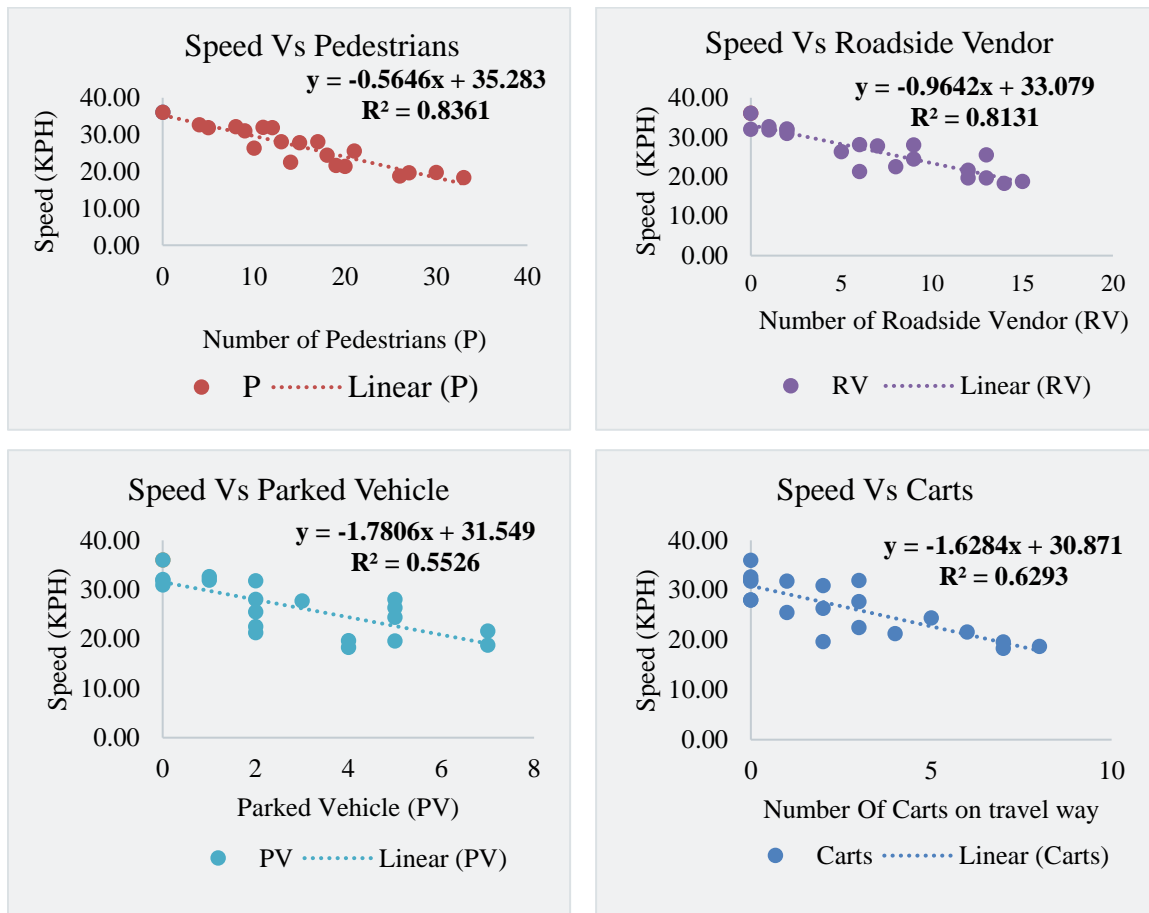 Speed Vs Pedestrians
y = -0.5646x + 35.283
R² = 0.8361
40.00
30.00
20.00
10.00
0.00
Speed (KPH)
0 10 20 30 40
Number of Pedestrians (P)
P Linear (P)
Speed Vs Roadside Vendor
y = -0.9642x + 33.079
R² = 0.8131
40.00
30.00
20.00
10.00
0.00
Speed (KPH)
0 5 10 15 20
Number of Roadside Vendor (RV)
RV Linear (RV)
Speed Vs Parked Vehicle
y = -1.7806x + 31.549
R² = 0.5526
40.00
30.00
20.00
10.00
0.00
Speed (KPH)
0 2 4 6 8
Parked Vehicle (PV)
PV Linear (PV)
Speed Vs Carts
y = -1.6284x + 30.871
R² = 0.6293
40.00
30.00
20.00
10.00
0.00
Speed (KPH)
0 5 10
Number Of Carts on travel way
Carts Linear (Carts)